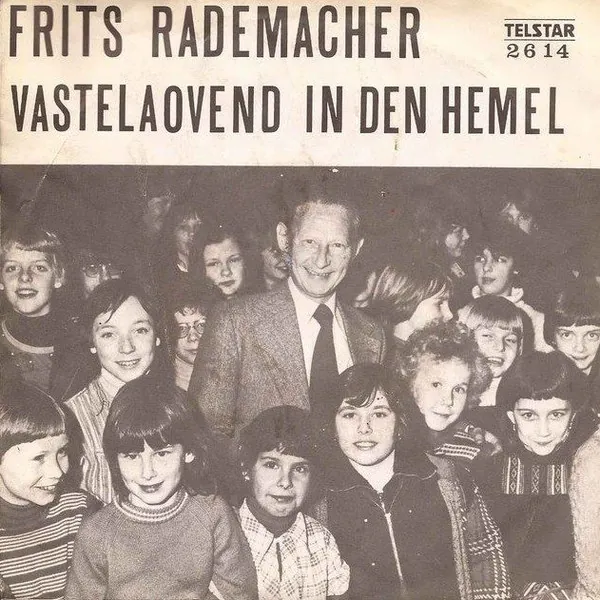 FRITS RADEMACHER
TELSTAR
2614
VASTELAOVEND IN DEN HEMEL